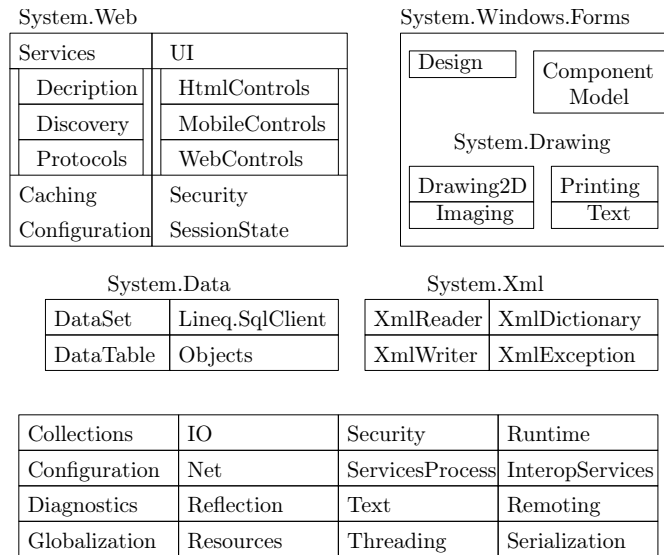 System.Web
Services UI
Decription HtmlControls
Discovery MobileControls
Protocols WebControls
Caching Security
Configuration SessionState
System.Windows.Forms
Design
Component
Model
System.Drawing
Drawing2D Printing
Imaging Text
System.Data
DataSet Lineq.SqlClient
DataTable Objects
System.Xml
XmlReader XmlDictionary
XmlWriter XmlException
Collections IO Security Runtime
Configuration Net ServicesProcess InteropServices
Diagnostics Reflection Text Remoting
Globalization Resources Threading Serialization